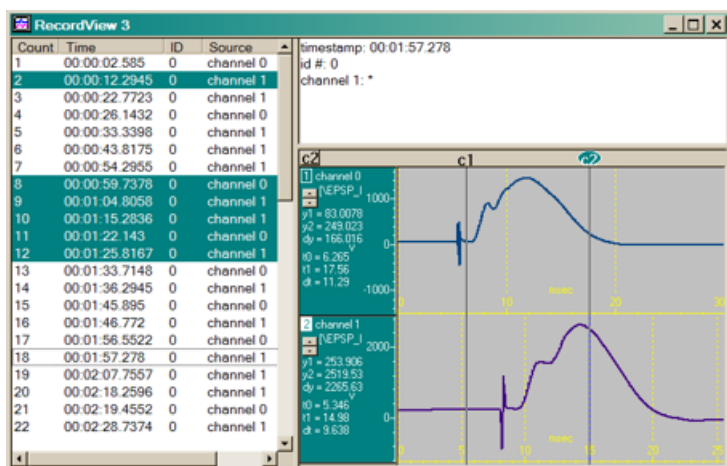 RecordView 3
Count Time ID Source
1 00:00:02.585 0 channel 0
2 00:00:12.2945 0 channel 1
3 00:00:22.7723 0 channel 1
4 00:00:26.1432 0 channel 0
5 00:00:33.3398 0 channel 1
6 00:00:43.8175 0 channel 1
7 00:00:54.2955 0 channel 1
8 00:00:59.7378 0 channel 0
9 00:01:04.8058 0 channel 1
10 00:01:15.2836 0 channel 1
11 00:01:22.143 0 channel 0
12 00:01:25.8167 0 channel 1
13 00:01:33.7148 0 channel 0
14 00:01:36.2945 0 channel 1
15 00:01:45.895 0 channel 0
16 00:01:46.772 0 channel 1
17 00:01:56.5522 0 channel 0
18 00:01:57.278 0 channel 1
19 00:02:07.7557 0 channel 1
20 00:02:18.2596 0 channel 1
21 00:02:19.4552 0 channel 0
22 00:02:28.7374 0 channel 1
timestamp: 00:01:57.278
id #: 0
channel 1: *
c2 c1 c2
1 channel 0
[\EPSP_I
y1 = 83.0078
y2 = 249.023
dy = 166.016
V
t0 = 6.265
t1 = 17.56
dt = 11.29
1000-
0-
-1000-
0 10 20 30
msec
2 channel 1
[\EPSP_I
y1 = 253.906
y2 = 2519.53
dy = 2265.63
V
t0 = 5.346
t1 = 14.98
dt = 9.638
2000-
0-
0 5 10 15 20 25
msec